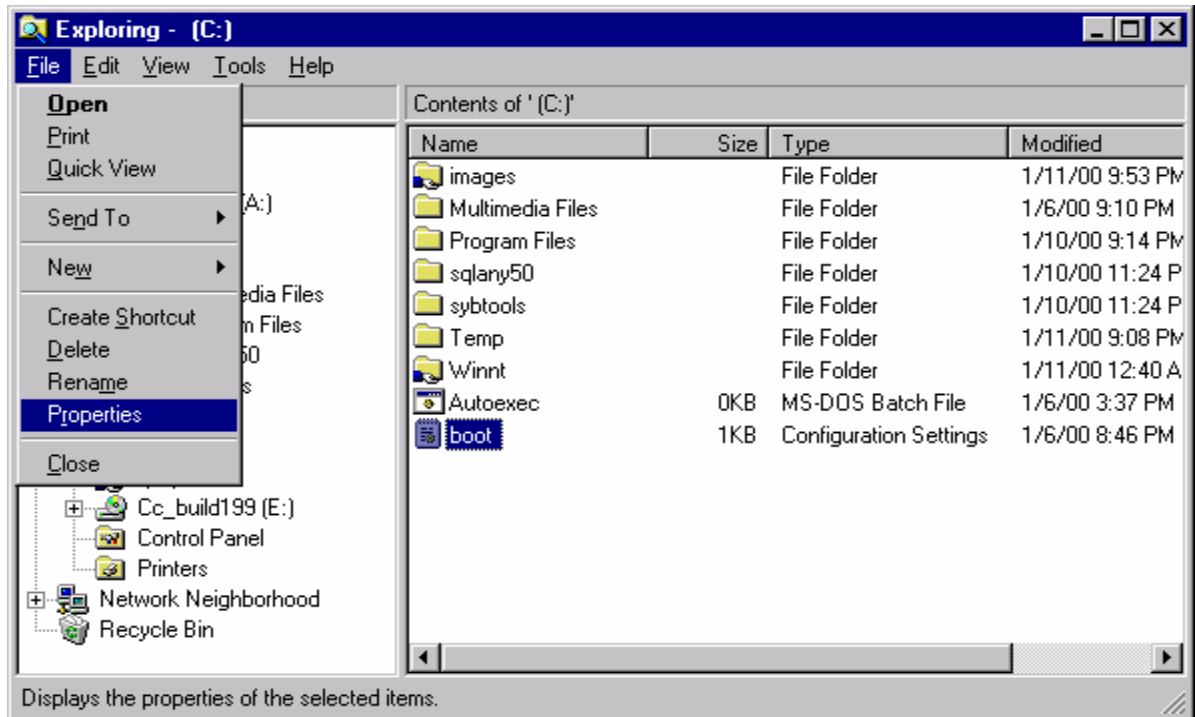 Exploring - (C:)
File Edit View Tools Help
Open
Print
Quick View
Send To
New
Create Shortcut
Delete
Rename
Properties
Close
(A:)
edia Files
m Files
50
s
Cc_build199 (E:)
Control Panel
Printers
Network Neighborhood
Recycle Bin
Contents of '(C:)'
Name Size Type Modified
images File Folder 1/11/00 9:53 PM
Multimedia Files File Folder 1/6/00 9:10 PM
Program Files File Folder 1/10/00 9:14 PM
sqlany50 File Folder 1/10/00 11:24 P
sybtools File Folder 1/10/00 11:24 P
Temp File Folder 1/11/00 9:08 PM
Winnt File Folder 1/11/00 12:40 A
Autoexec 0KB MS-DOS Batch File 1/6/00 3:37 PM
boot 1KB Configuration Settings 1/6/00 8:46 PM
Displays the properties of the selected items.